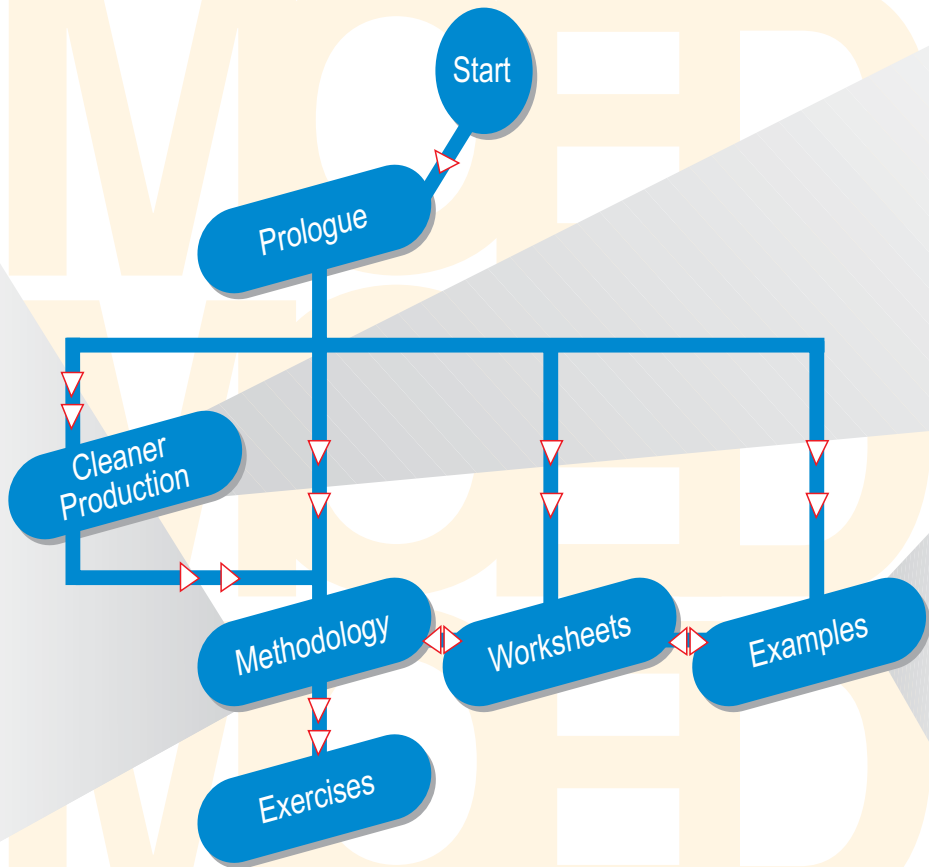 Start
Prologue
Cleaner
Production
Methodology
Worksheets
Examples
Exercises